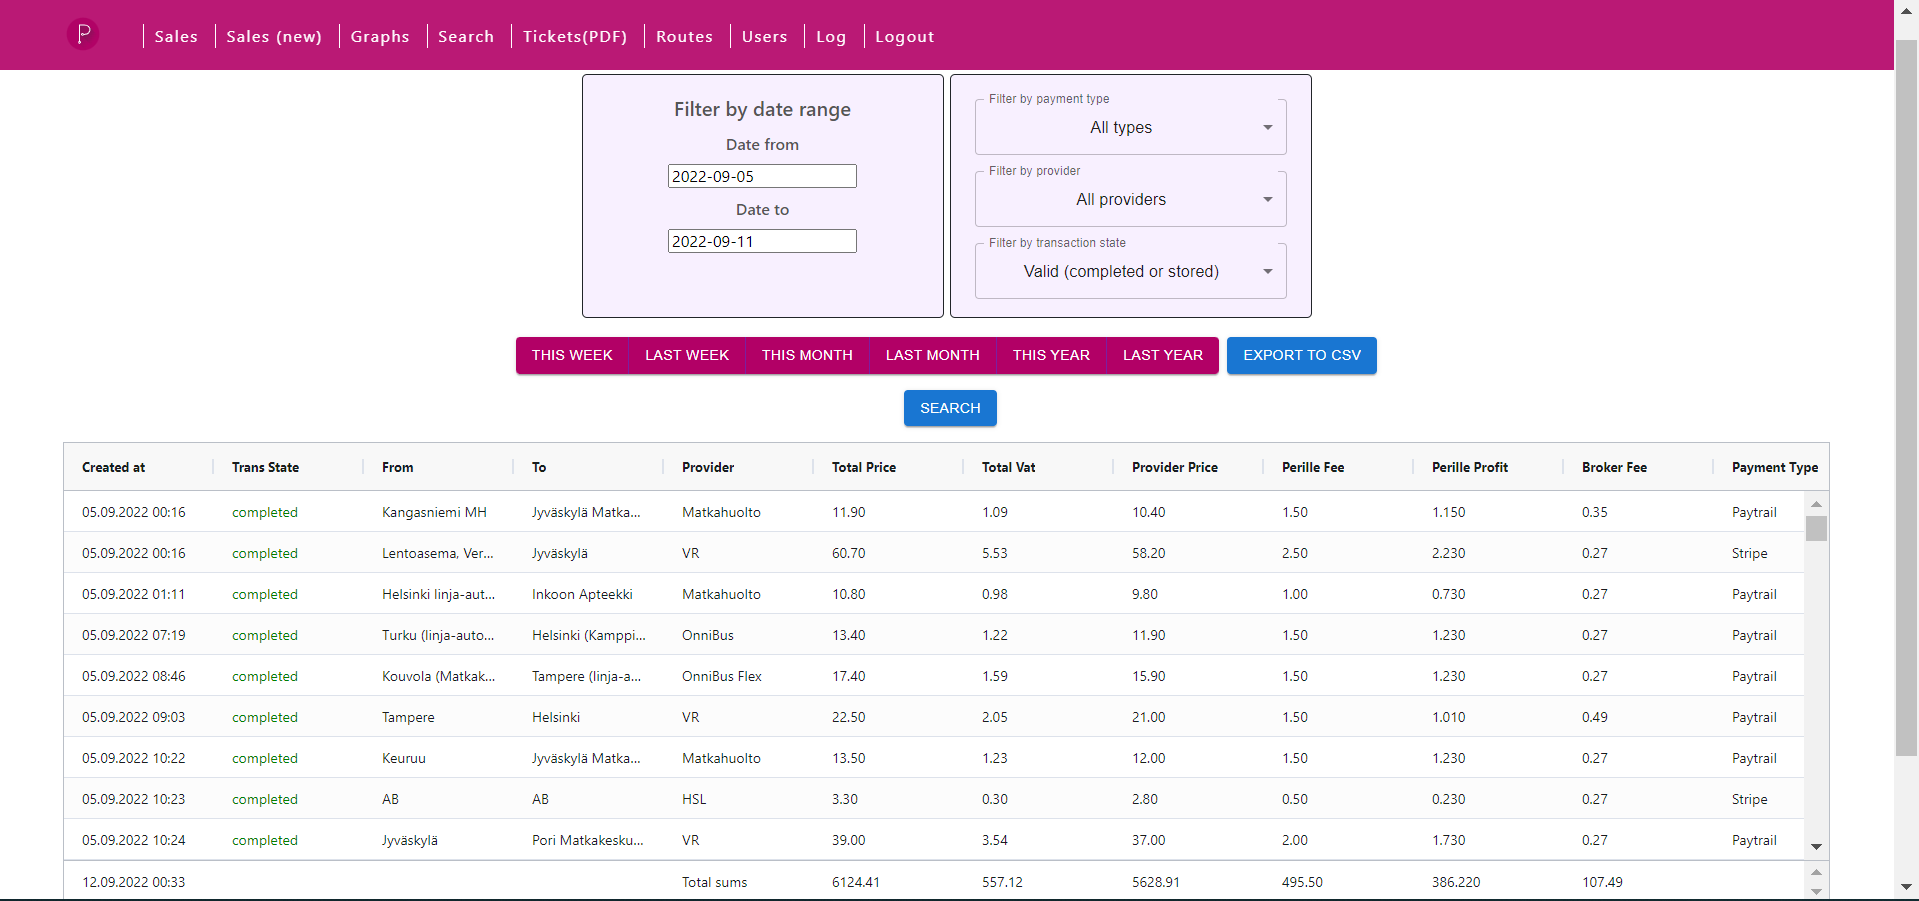 P Sales Sales (new) Graphs Search Tickets(PDF) Routes Users Log Logout
Filter by date range
Date from
2022-09-05
Date to
2022-09-11
Filter by payment type
All types
Filter by provider
All providers
Filter by transaction state
Valid (completed or stored)
THIS WEEK LAST WEEK THIS MONTH LAST MONTH THIS YEAR LAST YEAR EXPORT TO CSV
SEARCH
Created at Trans State From To Provider Total Price Total Vat Provider Price Perille Fee Perille Profit Broker Fee Payment Type
05.09.2022 00:16 completed Kangasniemi MH Jyväskylä Matka... Matkahuolto 11.90 1.09 10.40 1.50 1.150 0.35 Paytrail
05.09.2022 00:16 completed Lentoasema, Ver... Jyväskylä VR 60.70 5.53 58.20 2.50 2.230 0.27 Stripe
05.09.2022 01:11 completed Helsinki linja-aut... Inkoon Apteekki Matkahuolto 10.80 0.98 9.80 1.00 0.730 0.27 Paytrail
05.09.2022 07:19 completed Turku (linja-auto... Helsinki (Kamppi... OnniBus 13.40 1.22 11.90 1.50 1.230 0.27 Paytrail
05.09.2022 08:46 completed Kouvola (Matkak... Tampere (linja-a... OnniBus Flex 17.40 1.59 15.90 1.50 1.230 0.27 Paytrail
05.09.2022 09:03 completed Tampere Helsinki VR 22.50 2.05 21.00 1.50 1.010 0.49 Paytrail
05.09.2022 10:22 completed Keuruu Jyväskylä Matka... Matkahuolto 13.50 1.23 12.00 1.50 1.230 0.27 Paytrail
05.09.2022 10:23 completed AB AB HSL 3.30 0.30 2.80 0.50 0.230 0.27 Stripe
05.09.2022 10:24 completed Jyväskylä Pori Matkakesku... VR 39.00 3.54 37.00 2.00 1.730 0.27 Paytrail
12.09.2022 00:33 Total sums 6124.41 557.12 5628.91 495.50 386.220 107.49